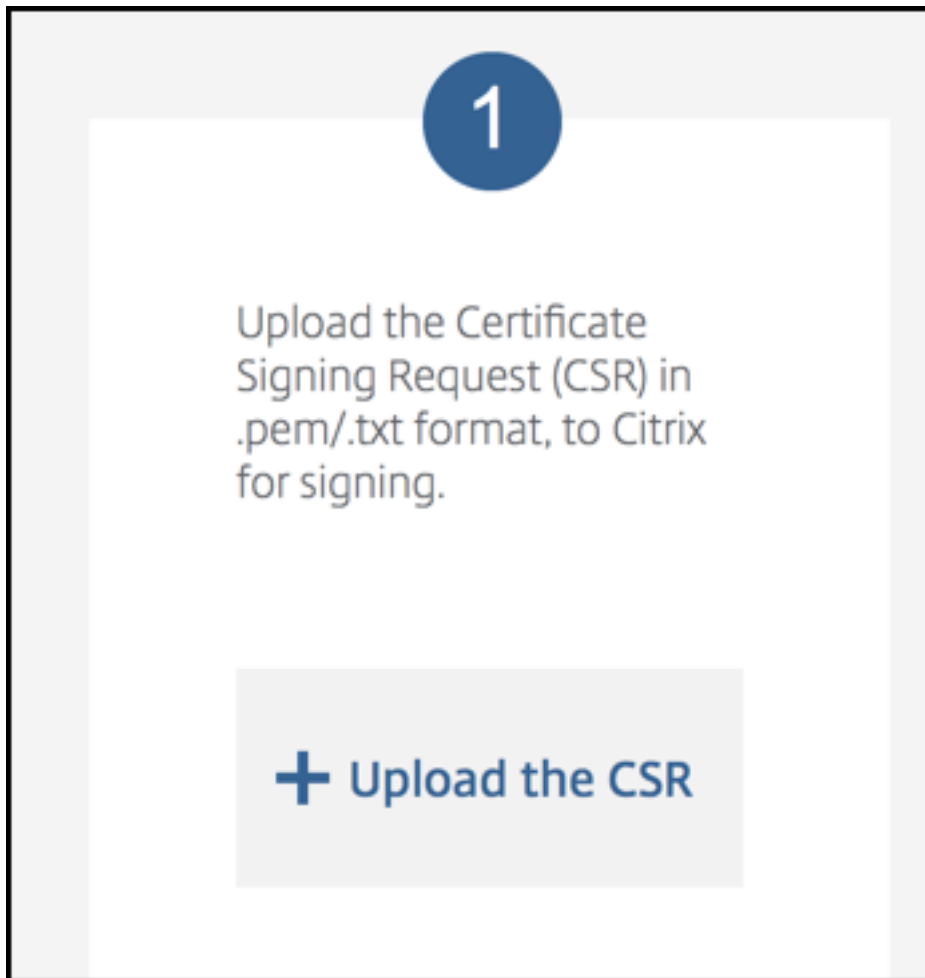 1
Upload the Certificate
Signing Request (CSR) in
.pem/.txt format, to Citrix
for signing.
+ Upload the CSR